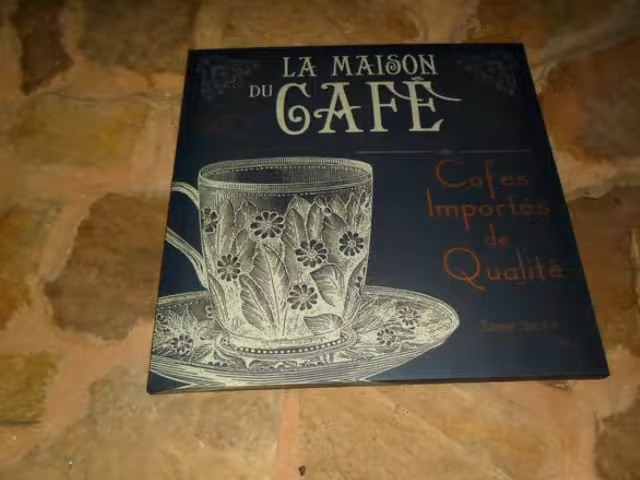 LA MAISON
DU CAFÉ
Cafes
Importés
de
Qualité